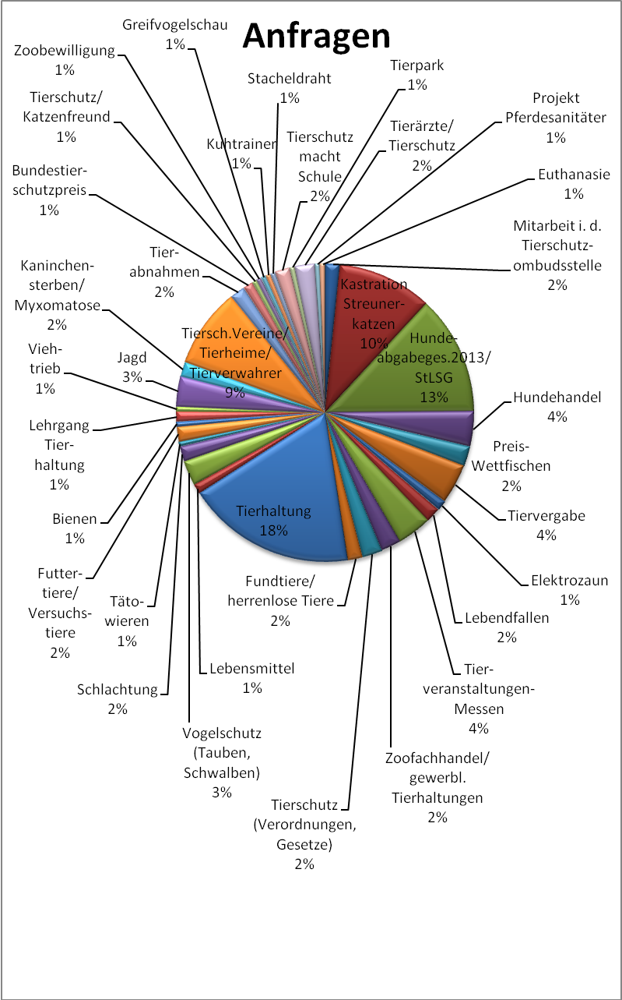 Anfragen
Greifvogelschau
1%
Zoobewilligung
1%
Tierschutz/
Katzenfreund
1%
Bundestier-
schutzpreis
1%
Kaninchen-
sterben/
Myxomatose
2%
Vieh-
trieb
1%
Lehrgang
Tier-
haltung
1%
Bienen
1%
Futter-
tiere/
Versuchs-
tiere
2%
Stacheldraht
1%
Kuhtrainer
1%
Tierschutz
macht
Schule
2%
Tierpark
1%
Tierärzte/
Tierschutz
2%
Projekt
Pferdesanitäter
1%
Euthanasie
1%
Mitarbeit i. d.
Tierschutz-
ombudsstelle
2%
Tier-
abnahmen
2%
Jagd
3%
Kastration
Streuner-
katzen
10%
Hunde-
abgabeges.2013/
StLSG
13%
Tiersch.Vereine/
Tierheime/
Tierverwahrer
9%
Hundehandel
4%
Preis-
Wettfischen
2%
Tiervergabe
4%
Elektrozaun
1%
Lebendfallen
2%
Tier-
veranstaltungen-
Messen
4%
Zoofachhandel/
gewerbl.
Tierhaltungen
2%
Tierschutz
(Verordnungen,
Gesetze)
2%
Fundtiere/
herrenlose Tiere
2%
Tierhaltung
18%
Lebensmittel
1%
Vogelschutz
(Tauben,
Schwalben)
3%
Schlachtung
2%
Täto-
wieren
1%